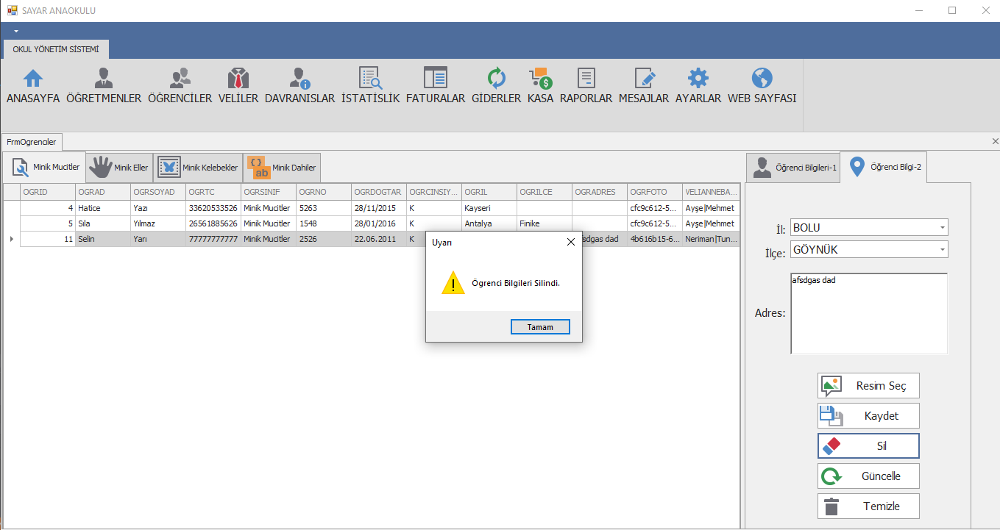 SAYAR ANAOKULU
OKUL YÖNETİM SİSTEMİ
ANASAYFA ÖĞRETMENLER ÖĞRENCİLER VELİLER DAVRANISLAR İSTATİSLİK FATURALAR GİDERLER KASA RAPORLAR MESAJLAR AYARLAR WEB SAYFASI
FrmOgrenciler
Minik Mucitler Minik Eller Minik Kelebekler Minik Dahiler Öğrenci Bilgileri-1 Öğrenci Bilgi-2
OGRID OGRAD OGRSOYAD OGRTC OGRSINIF OGRNO OGRDOGTAR OGRCINSIY... OGRIL OGRILCE OGRADRES OGRFOTO VELIANNEBA...
4 Hatice Yazı 33620533526 Minik Mucitler 5263 28/11/2015 K Kayseri cfc9c612-5... Ayşe|Mehmet
5 Sıla Yılmaz 26561885626 Minik Mucitler 1548 28/01/2016 K Antalya Finike cfc9c612-5... Ayşe|Mehmet
11 Selin Yarı 77777777777 Minik Mucitler 2526 22.06.2011 K fsdgas dad 4b616b15-6... Neriman|Tun...
Uyarı
Ögrenci Bilgileri Silindi.
Tamam
İl: BOLU
İlçe: GÖYNÜK
Adres: afsdgas dad
Resim Seç
Kaydet
Sil
Güncelle
Temizle